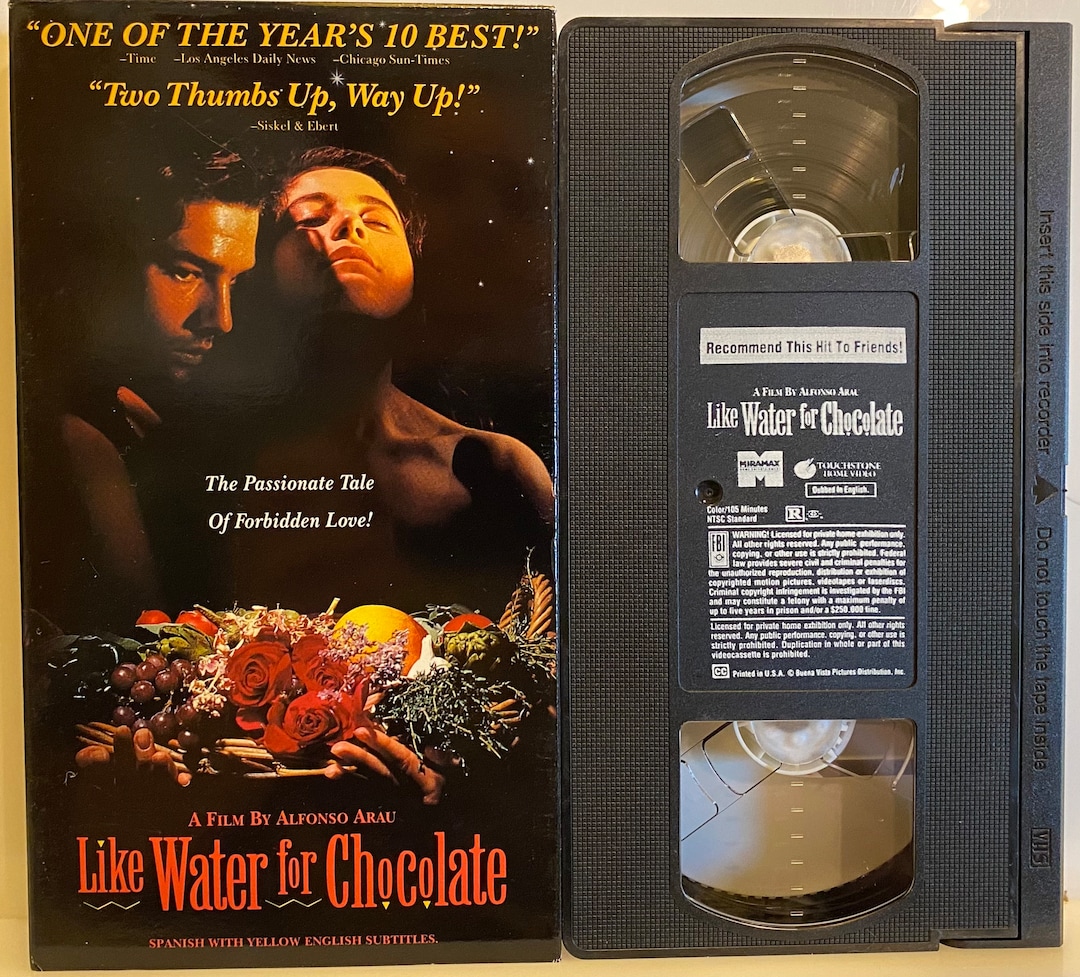 “ONE OF THE YEAR’S 10 BEST!”
–Time –Los Angeles Daily News –Chicago Sun-Times
“Two Thumbs Up, Way Up!”
–Siskel & Ebert
The Passionate Tale
Of Forbidden Love!
A Film By Alfonso Arau
Like Water for Chocolate
SPANISH WITH YELLOW ENGLISH SUBTITLES.
Recommend This Hit To Friends!
A Film By Alfonso Arau
Like Water for Chocolate
MIRAMAX
TOUCHSTONE
HOME VIDEO
Dubbed In English.
Color/105 Minutes
NTSC Standard
R
FBI
WARNING! Licensed for private home exhibition only.
All other rights reserved. Any public performance,
copying, or other use is strictly prohibited. Federal
law provides severe civil and criminal penalties for
the unauthorized reproduction, distribution or exhibition of
copyrighted motion pictures, videotapes or laserdiscs.
Criminal copyright infringement is investigated by the FBI
and may constitute a felony with a maximum penalty of
up to five years in prison and/or a $250,000 fine.
Licensed for private home exhibition only. All other rights
reserved. Any public performance, copying, or other use is
strictly prohibited. Duplication in whole or part of this
videocassette is prohibited.
CC Printed in U.S.A. © Buena Vista Pictures Distribution, Inc.
Insert this side into recorder
Do not touch the tape inside
VHS